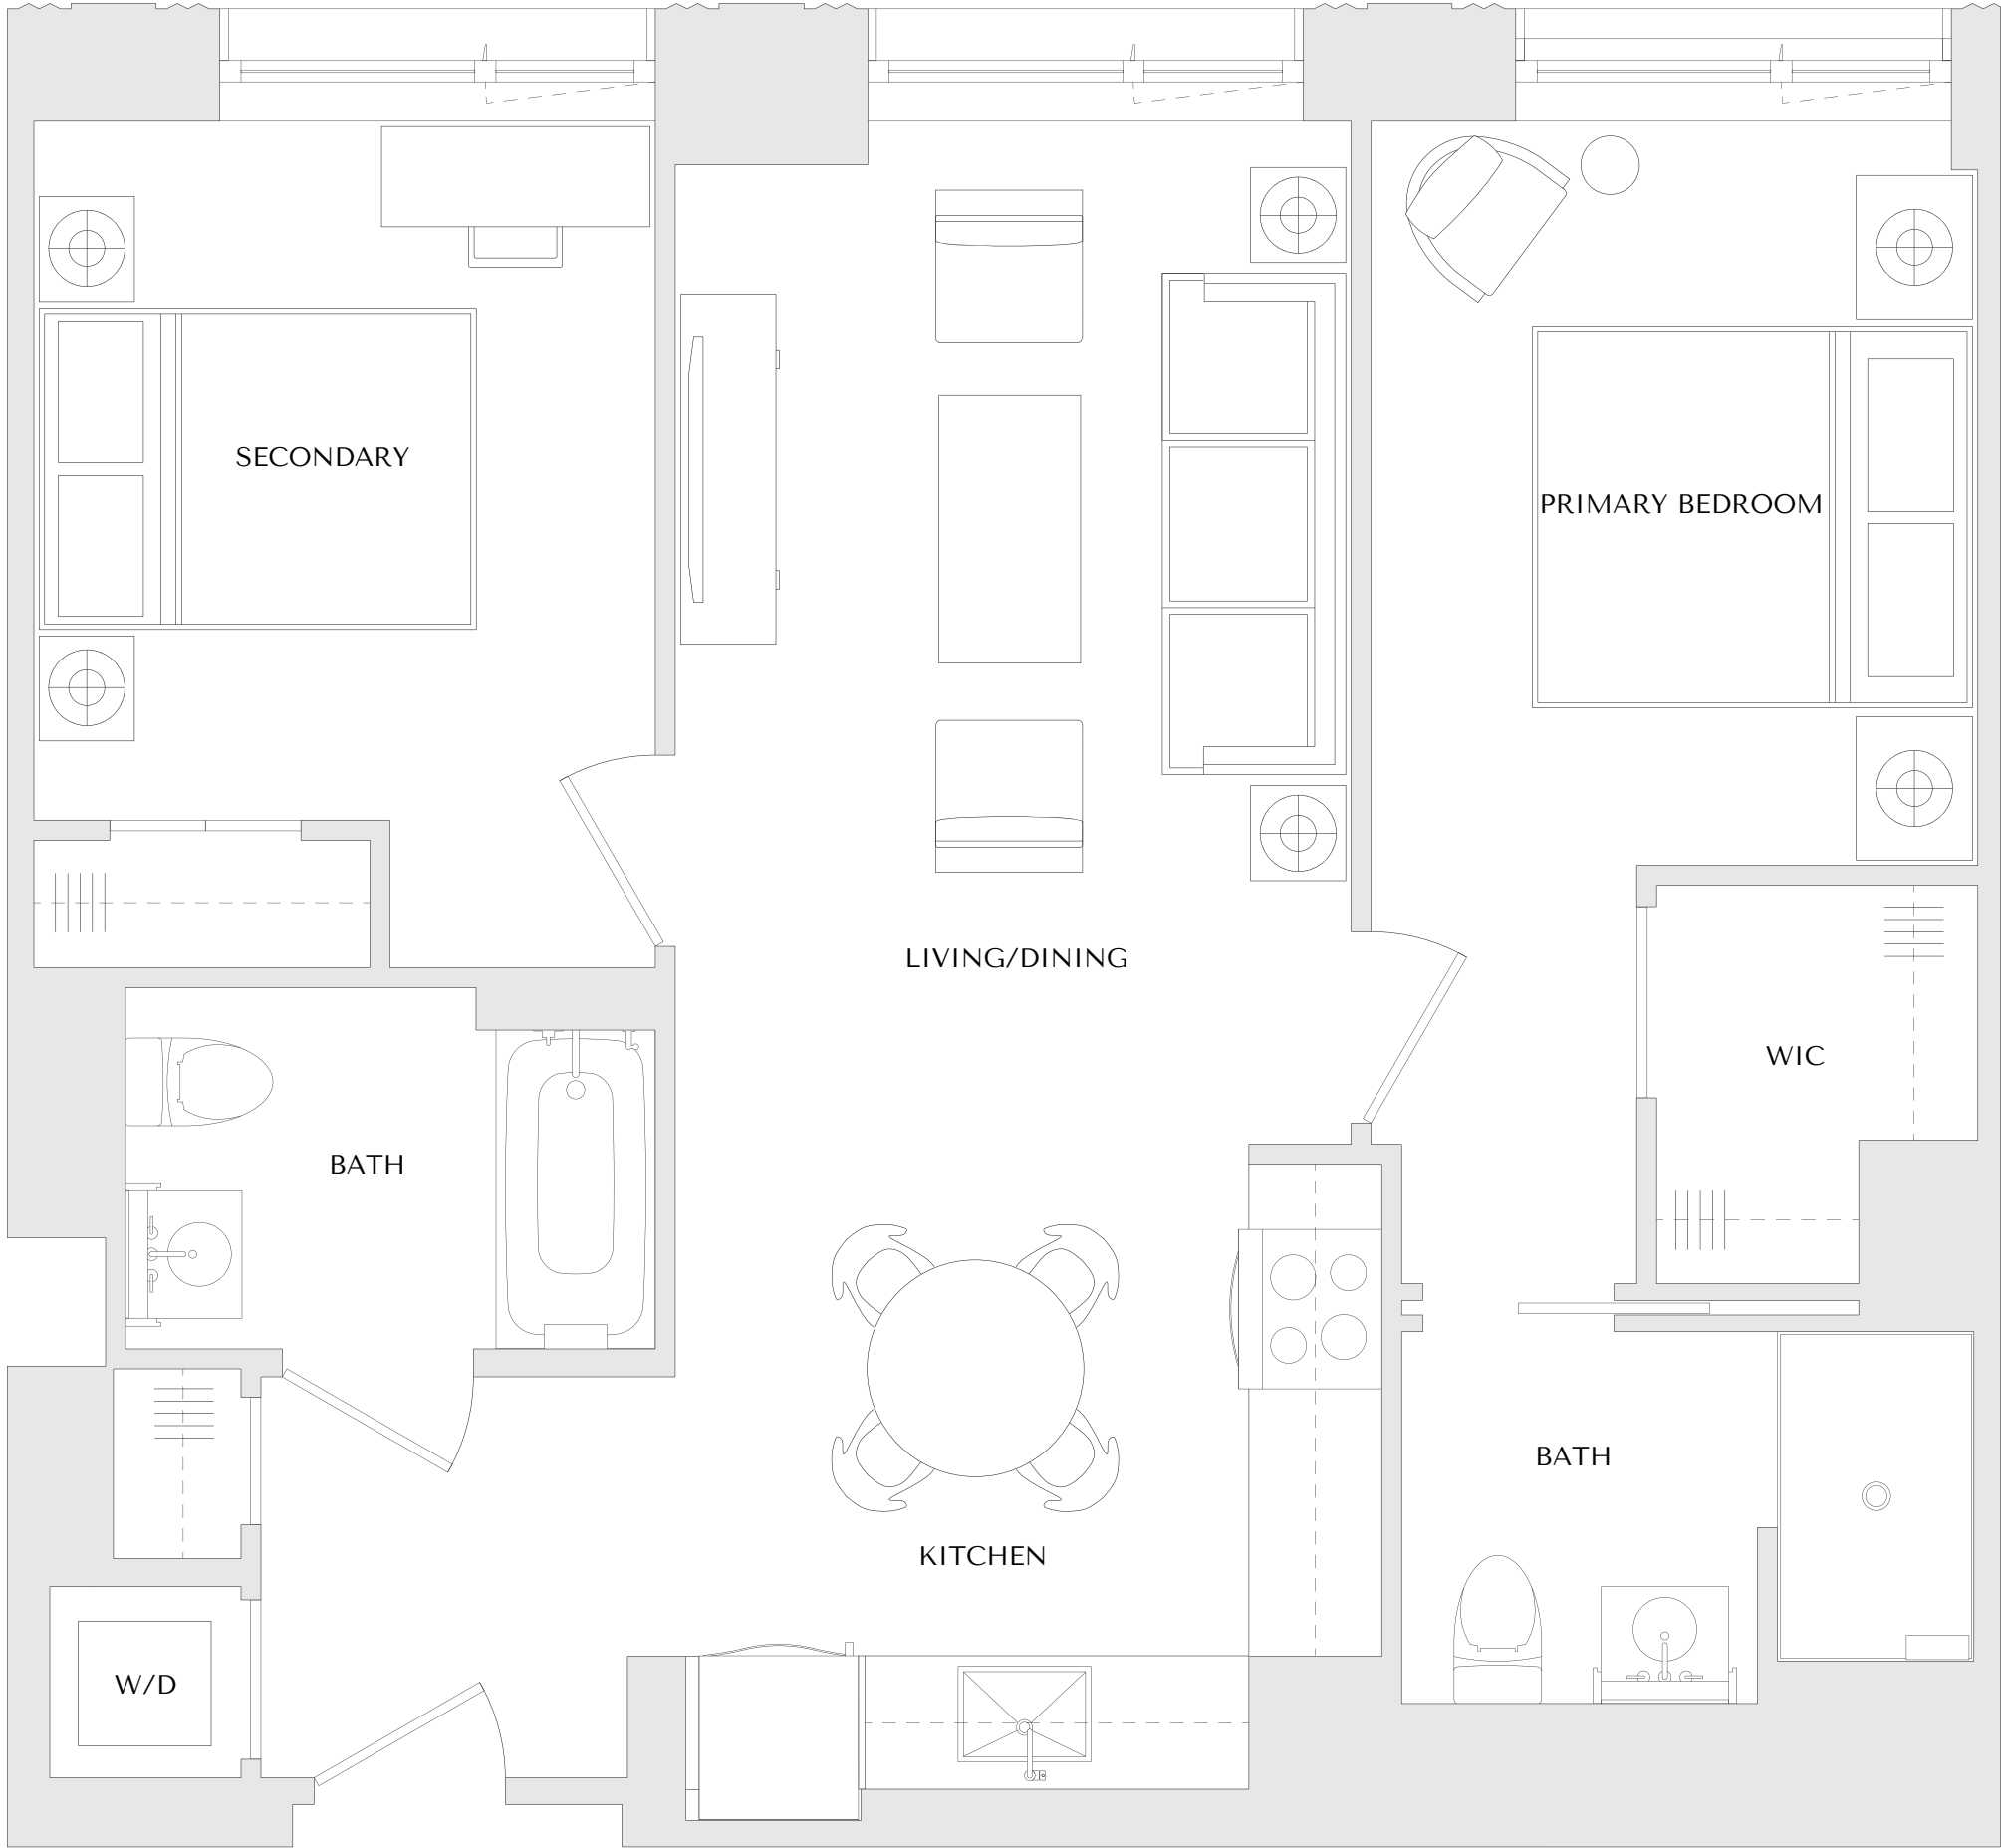 SECONDARY
PRIMARY BEDROOM
LIVING/DINING
WIC
BATH
BATH
KITCHEN
W/D